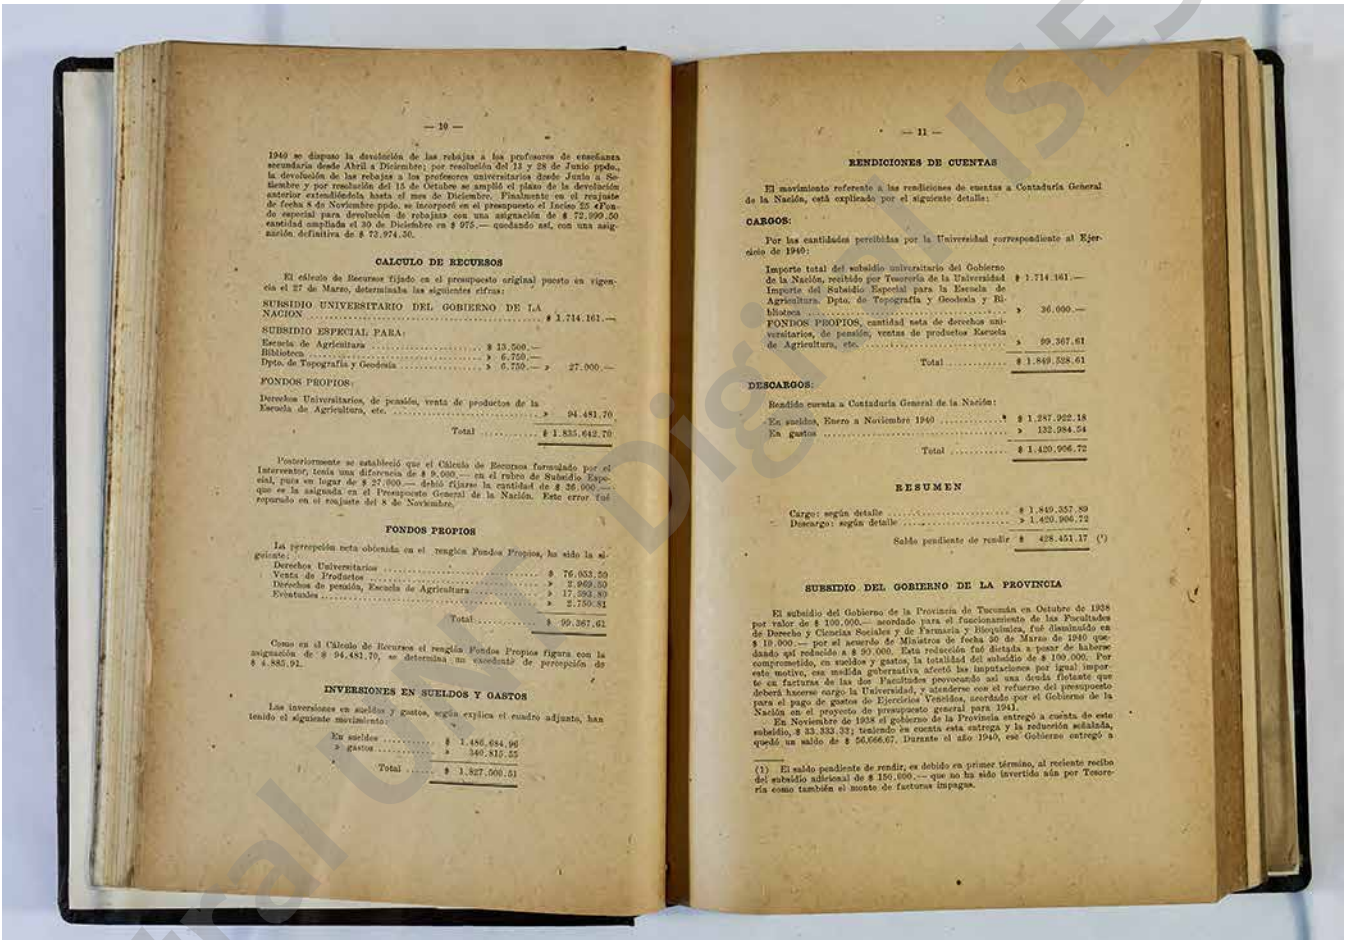 — 10 —
1940 se dispuso la devolución de las rebajas a los profesores de enseñanza
secundaria desde Abril a Diciembre; por resolución del 13 y 28 de Junio ppdo.,
la devolución de las rebajas a los profesores universitarios desde Junio a Se-
tiembre y por resolución del 15 de Octubre se amplió el plazo de la devolución
anterior extendiéndola hasta el mes de Diciembre. Finalmente en el reajuste
de fecha 8 de Noviembre ppdo. se incorporó en el presupuesto el Inciso 25 «Fon-
do especial para devolución de rebajas» con una asignación de $ 72.999.50
cantidad ampliada el 30 de Diciembre en $ 975.— quedando así, con una asig-
nación definitiva de $ 73.974.50.
CALCULO DE RECURSOS
El cálculo de Recursos fijado en el presupuesto original puesto en vigen-
cia el 27 de Marzo, determinaba las siguientes cifras:
SUBSIDIO UNIVERSITARIO DEL GOBIERNO DE LA
NACION ........ $ 1.714.161.—
SUBSIDIO ESPECIAL PARA:
Escuela de Agricultura ........ $ 13.500.—
Biblioteca ........ » 6.750.—
Dpto. de Topografía y Geodesia ........ » 6.750.— » 27.000.—
FONDOS PROPIOS:
Derechos Universitarios, de pensión, venta de productos de la
Escuela de Agricultura, etc. ........ » 94.481.70
Total ........ $ 1.835.642.70
Posteriormente se estableció que el Cálculo de Recursos formulado por el
Interventor, tenía una diferencia de $ 9.000.— en el rubro de Subsidio Espe-
cial, pues en lugar de $ 27.000.— debió fijarse la cantidad de $ 36.000.—
que es la asignada en el Presupuesto General de la Nación. Este error fué
reparado en el reajuste del 8 de Noviembre.
FONDOS PROPIOS
La percepción neta obtenida en el renglón Fondos Propios, ha sido la si-
guiente:
Derechos Universitarios ........ $ 76.053.50
Venta de Productos ........ » 2.969.50
Derechos de pensión, Escuela de Agricultura ........ » 17.593.80
Eventuales ........ » 2.750.81
Total ........ $ 99.367.61
Como en el Cálculo de Recursos el renglón Fondos Propios figura con la
asignación de $ 94.481.70, se determina un excedente de percepción de
$ 4.885.91.
INVERSIONES EN SUELDOS Y GASTOS
Las inversiones en sueldos y gastos, según explica el cuadro adjunto, han
tenido el siguiente movimiento:
En sueldos ........ $ 1.486.684.96
» gastos ........ » 340.815.55
Total ...... $ 1.827.500.51
— 11 —
RENDICIONES DE CUENTAS
El movimiento referente a las rendiciones de cuentas a Contaduría General
de la Nación, está explicado por el siguiente detalle:
CARGOS:
Por las cantidades percibidas por la Universidad correspondiente al Ejer-
cicio de 1940:
Importe total del subsidio universitario del Gobierno
de la Nación, recibido por Tesorería de la Universidad $ 1.714.161.—
Importe del Subsidio Especial para la Escuela de
Agricultura. Dpto. de Topografía y Geodesia y Bi-
blioteca ........ » 36.000.—
FONDOS PROPIOS, cantidad neta de derechos uni-
versitarios, de pensión, ventas de productos Escuela
de Agricultura, etc. ........ » 99.367.61
Total ........ $ 1.849.528.61
DESCARGOS:
Rendido cuenta a Contaduría General de la Nación:
En sueldos, Enero a Noviembre 1940 ........ $ 1.287.922.18
En gastos ........ » 132.984.54
Total ........ $ 1.420.906.72
RESUMEN
Cargo: según detalle ........ $ 1.849.357.89
Descargo: según detalle ........ » 1.420.906.72
Saldo pendiente de rendir $ 428.451.17 (¹)
SUBSIDIO DEL GOBIERNO DE LA PROVINCIA
El subsidio del Gobierno de la Provincia de Tucumán en Octubre de 1938
por valor de $ 100.000.— acordado para el funcionamiento de las Facultades
de Derecho y Ciencias Sociales y de Farmacia y Bioquímica, fué disminuído en
$ 10.000.— por el acuerdo de Ministros de fecha 30 de Marzo de 1940 que-
dando así reducido a $ 90.000. Esta reducción fué dictada a pesar de haberse
comprometido, en sueldos y gastos, la totalidad del subsidio de $ 100.000. Por
este motivo, esa medida gubernativa afectó las imputaciones por igual impor-
te en facturas de las dos Facultades provocando así una deuda flotante que
deberá hacerse cargo la Universidad, y atenderse con el refuerzo del presupuesto
para el pago de gastos de Ejercicios Vencidos, acordado por el Gobierno de la
Nación en el proyecto de presupuesto general para 1941.
En Noviembre de 1938 el gobierno de la Provincia entregó a cuenta de este
subsidio, $ 33.333.33; teniendo en cuenta esta entrega y la reducción señalada,
quedó un saldo de $ 56.666.67. Durante el año 1940, ese Gobierno entregó a
(1) El saldo pendiente de rendir, es debido en primer término, al reciente recibo
del subsidio adicional de $ 150.000.— que no ha sido invertido aún por Tesore-
ría como también el monto de facturas impagas.
Digital ISES
UNT